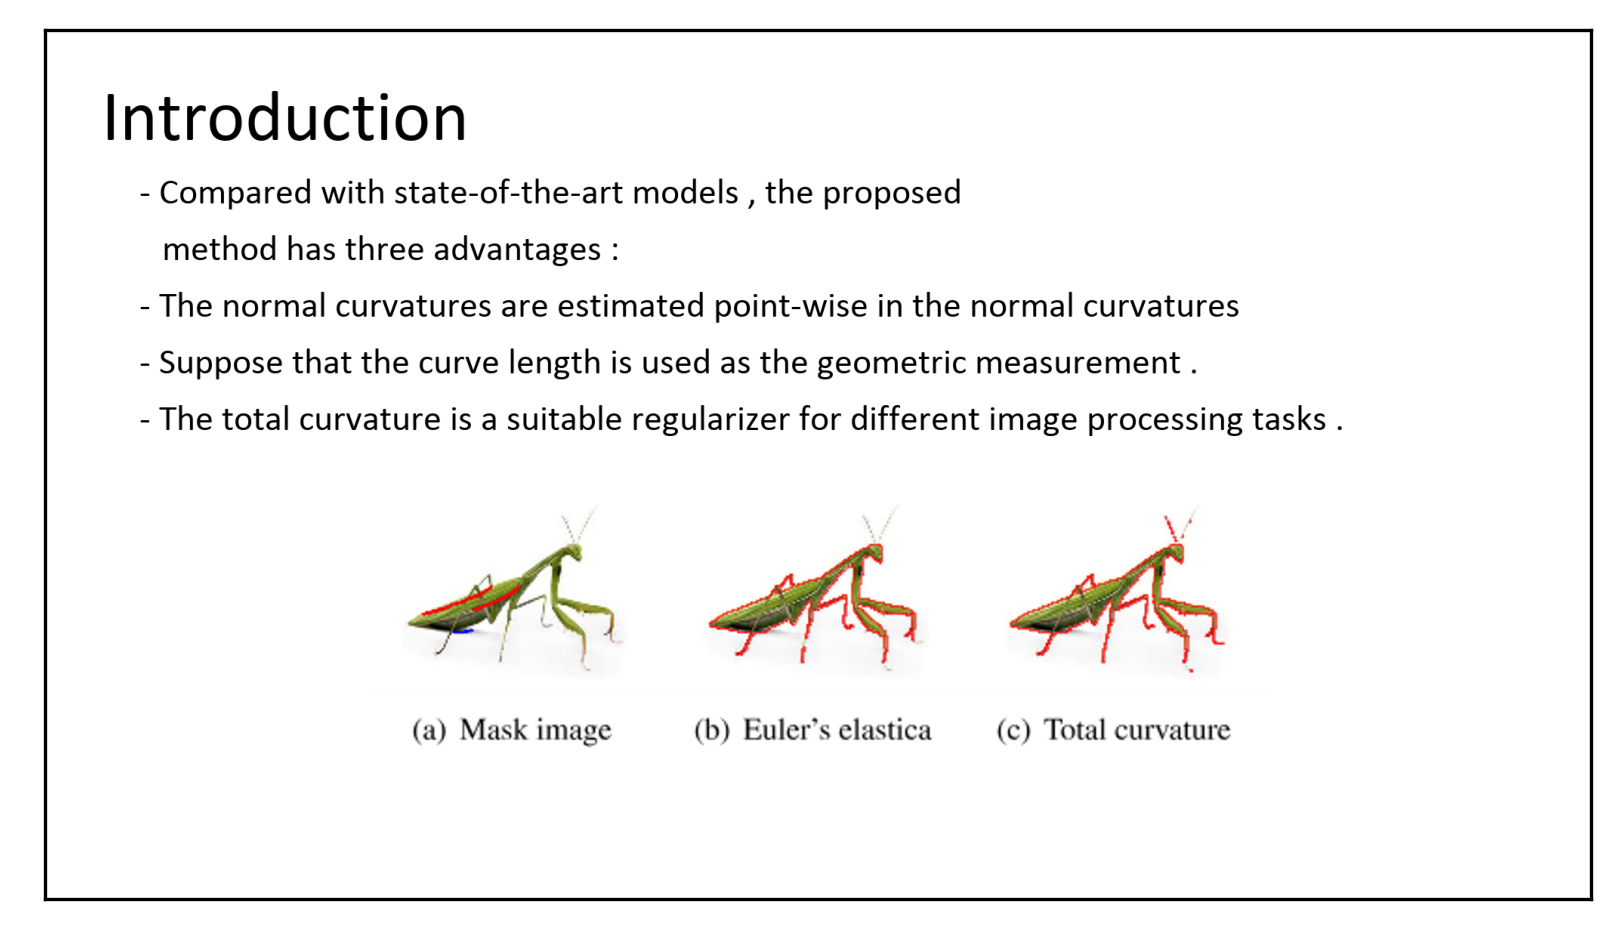 Introduction
- Compared with state-of-the-art models , the proposed
method has three advantages :
- The normal curvatures are estimated point-wise in the normal curvatures
- Suppose that the curve length is used as the geometric measurement .
- The total curvature is a suitable regularizer for different image processing tasks .
(a) Mask image
(b) Euler's elastica
(c) Total curvature